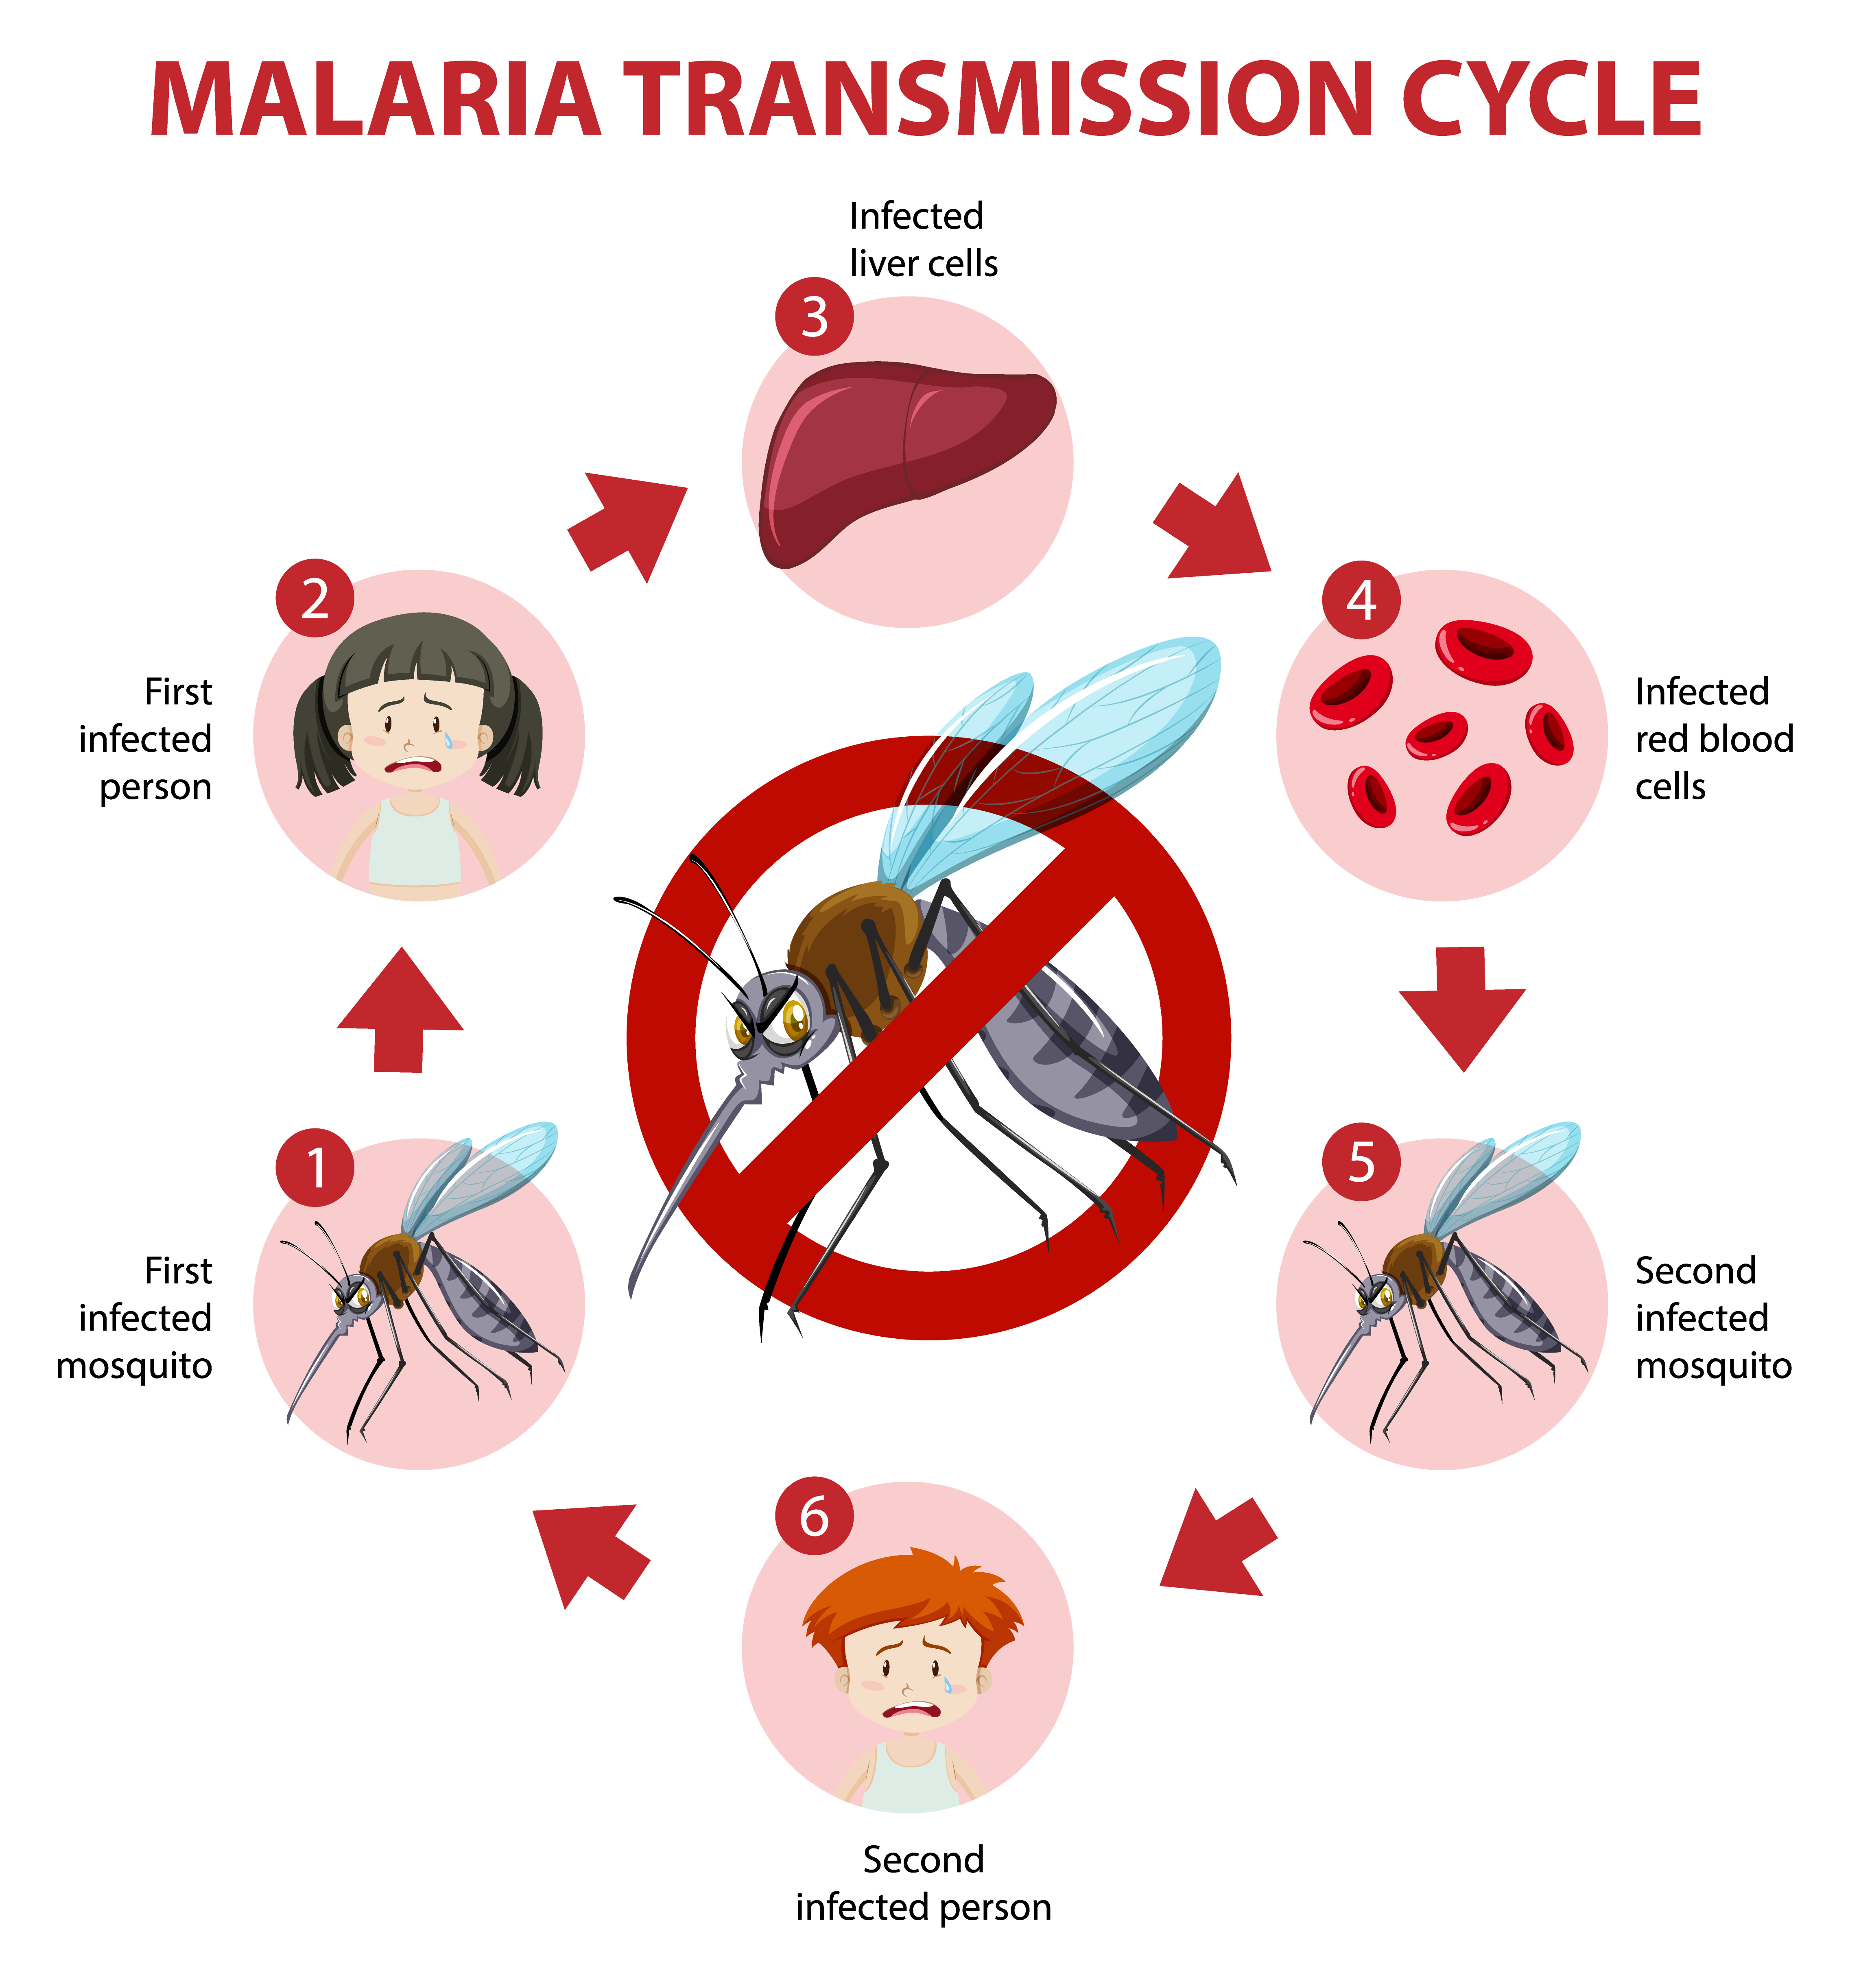 MALARIA TRANSMISSION CYCLE
Infected
liver cells
3
2
First
infected
person
4
Infected
red blood
cells
1
First
infected
mosquito
5
Second
infected
mosquito
6
Second
infected person